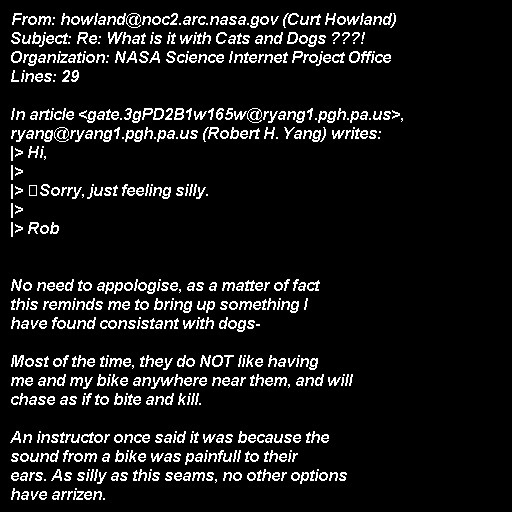 From: howland@noc2.arc.nasa.gov (Curt Howland)
Subject: Re: What is it with Cats and Dogs ???!
Organization: NASA Science Internet Project Office
Lines: 29

In article <gate.3gPD2B1w165w@ryang1.pgh.pa.us>,
ryang@ryang1.pgh.pa.us (Robert H. Yang) writes:
|> Hi,
|>
|> Sorry, just feeling silly.
|>
|> Rob

No need to appologise, as a matter of fact
this reminds me to bring up something I
have found consistant with dogs-

Most of the time, they do NOT like having
me and my bike anywhere near them, and will
chase as if to bite and kill.

An instructor once said it was because the
sound from a bike was painfull to their
ears. As silly as this seams, no other options
have arrizen.